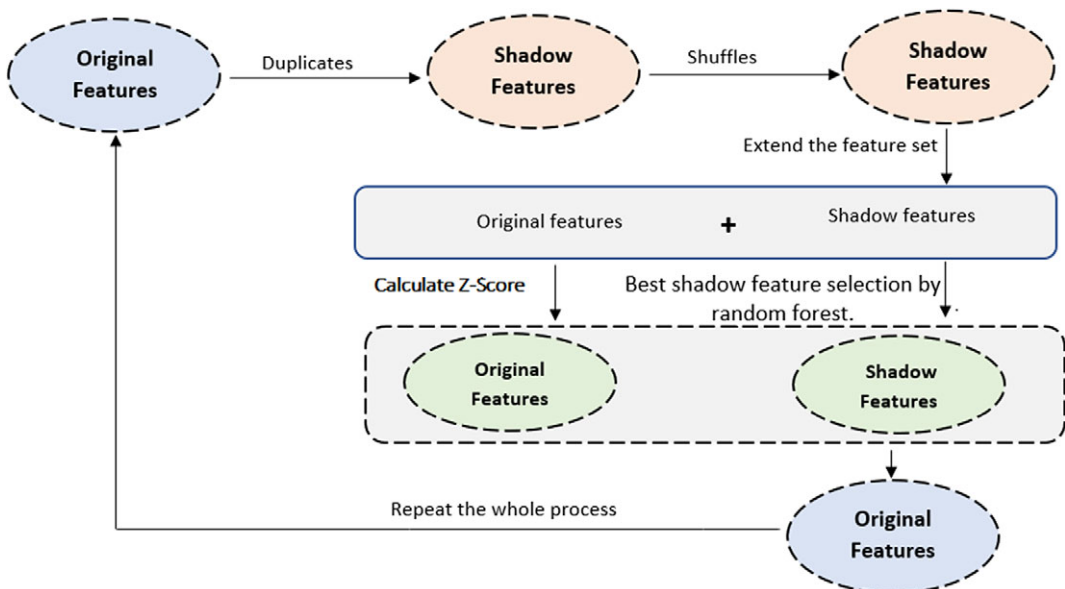 Original
Features
Duplicates
Shadow
Features
Shuffles
Shadow
Features
Extend the feature set
Original features + Shadow features
Calculate Z-Score
Best shadow feature selection by
random forest.
Original
Features
Shadow
Features
Repeat the whole process
Original
Features